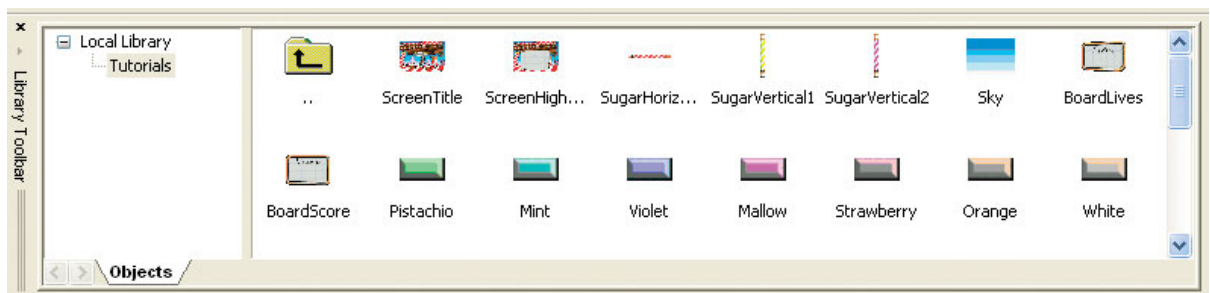 Library Toolbar
Local Library
Tutorials
..
ScreenTitle
ScreenHigh...
SugarHoriz...
SugarVertical1
SugarVertical2
Sky
BoardLives
BoardScore
Pistachio
Mint
Violet
Mallow
Strawberry
Orange
White
Objects